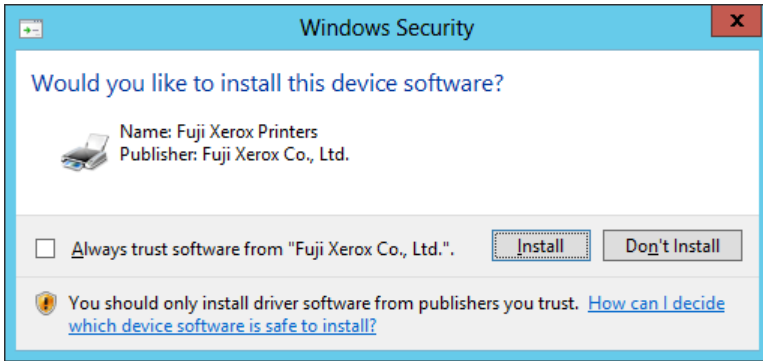 Windows Security
x
Would you like to install this device software?
Name: Fuji Xerox Printers
Publisher: Fuji Xerox Co., Ltd.
Always trust software from "Fuji Xerox Co., Ltd.".
Install
Don't Install
You should only install driver software from publishers you trust. How can I decide
which device software is safe to install?